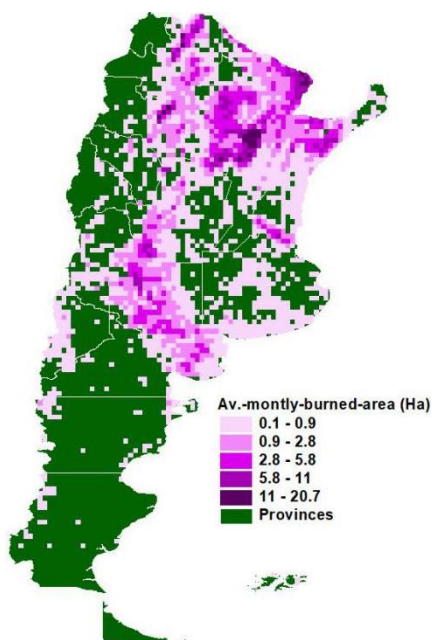 Av.-montly-burned-area (Ha)
0.1 - 0.9
0.9 - 2.8
2.8 - 5.8
5.8 - 11
11 - 20.7
Provinces